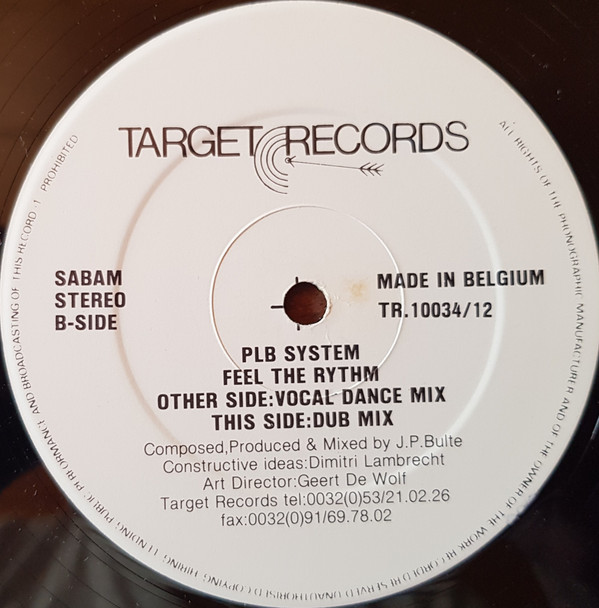 TARGET RECORDS
SABAM
STEREO
B-SIDE
MADE IN BELGIUM
TR.10034/12
PLB SYSTEM
FEEL THE RYTHM
OTHER SIDE:VOCAL DANCE MIX
THIS SIDE:DUB MIX
Composed,Produced & Mixed by J.P.Bulte
Constructive ideas:Dimitri Lambrecht
Art Director:Geert De Wolf
Target Records tel:0032(0)53/21.02.26
fax:0032(0)91/69.78.02
ALL RIGHTS OF THE PHONOGRAPHIC MANUFACTURER AND OF THE OWNER OF THE WORK RECORDED RESERVED UNAUTHORISED COPYING HIRING LENDING PUBLIC PERFORMANCE AND BROADCASTING OF THIS RECORD PROHIBITED